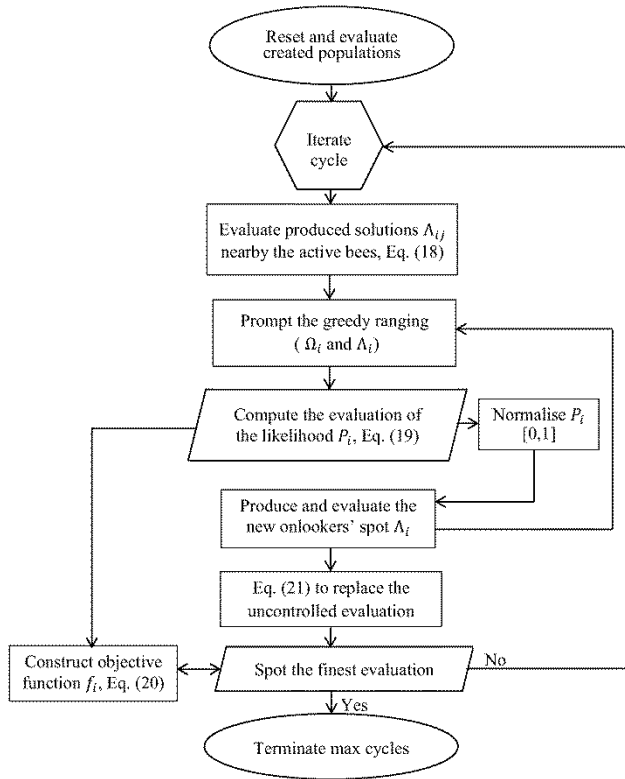 Reset and evaluate
created populations
Iterate
cycle
Evaluate produced solutions Λᵢⱼ
nearby the active bees, Eq. (18)
Prompt the greedy ranging
( Ωᵢ and Λᵢ)
Compute the evaluation of
the likelihood Pᵢ, Eq. (19)
Normalise Pᵢ
[0,1]
Produce and evaluate the
new onlookers’ spot Λᵢ
Eq. (21) to replace the
uncontrolled evaluation
Construct objective
function fᵢ, Eq. (20)
Spot the finest evaluation
No
Yes
Terminate max cycles